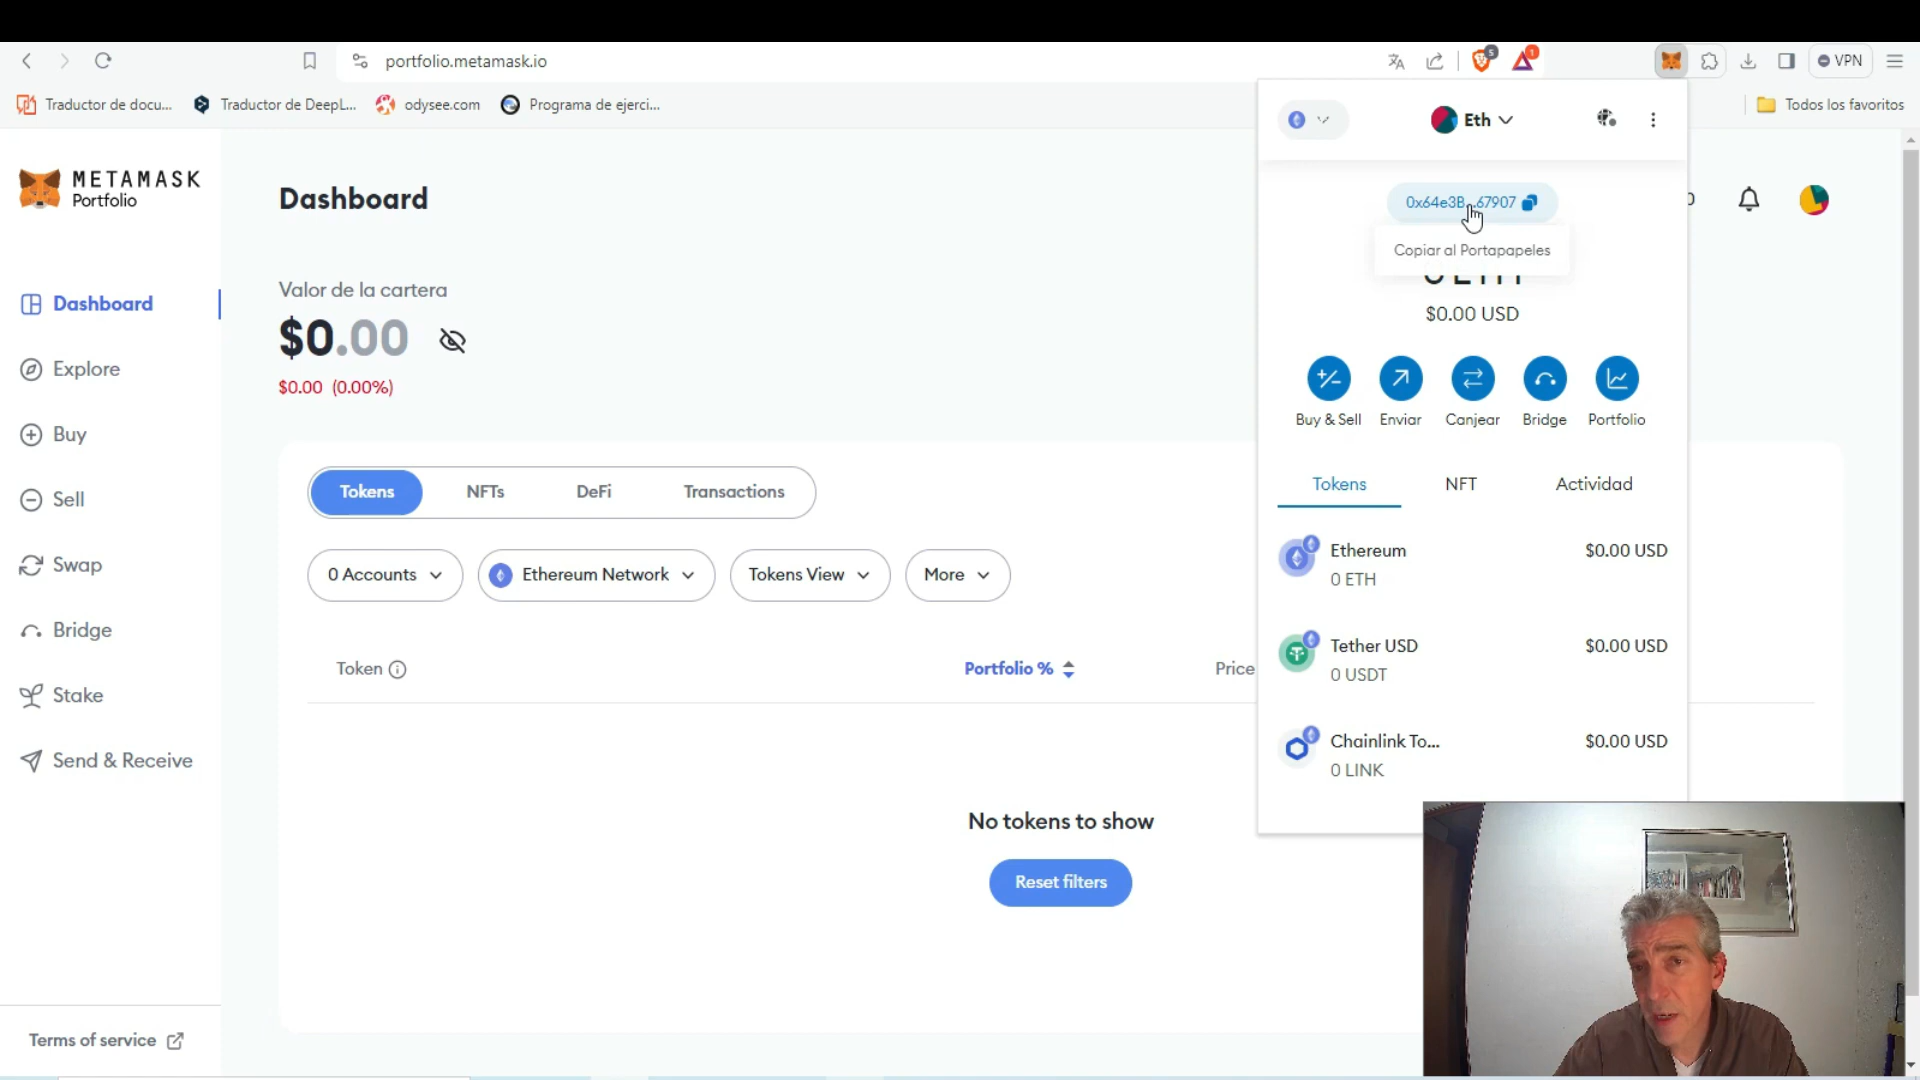 portfolio.metamask.io
5
1
VPN
Traductor de docu...
Traductor de DeepL...
odysee.com
Programa de ejerci...
Todos los favoritos
METAMASK
Portfolio
Dashboard
Eth
0x64e3B...67907
Copiar al Portapapeles
$0.00 USD
Dashboard
Explore
Buy
Sell
Swap
Bridge
Stake
Send & Receive
Terms of service
Valor de la cartera
$0.00
$0.00 (0.00%)
Tokens NFTs DeFi Transactions
0 Accounts Ethereum Network Tokens View More
Token Portfolio % Price
No tokens to show
Reset filters
Buy & Sell Enviar Canjear Bridge Portfolio
Tokens NFT Actividad
Ethereum $0.00 USD
0 ETH
Tether USD $0.00 USD
0 USDT
Chainlink To... $0.00 USD
0 LINK